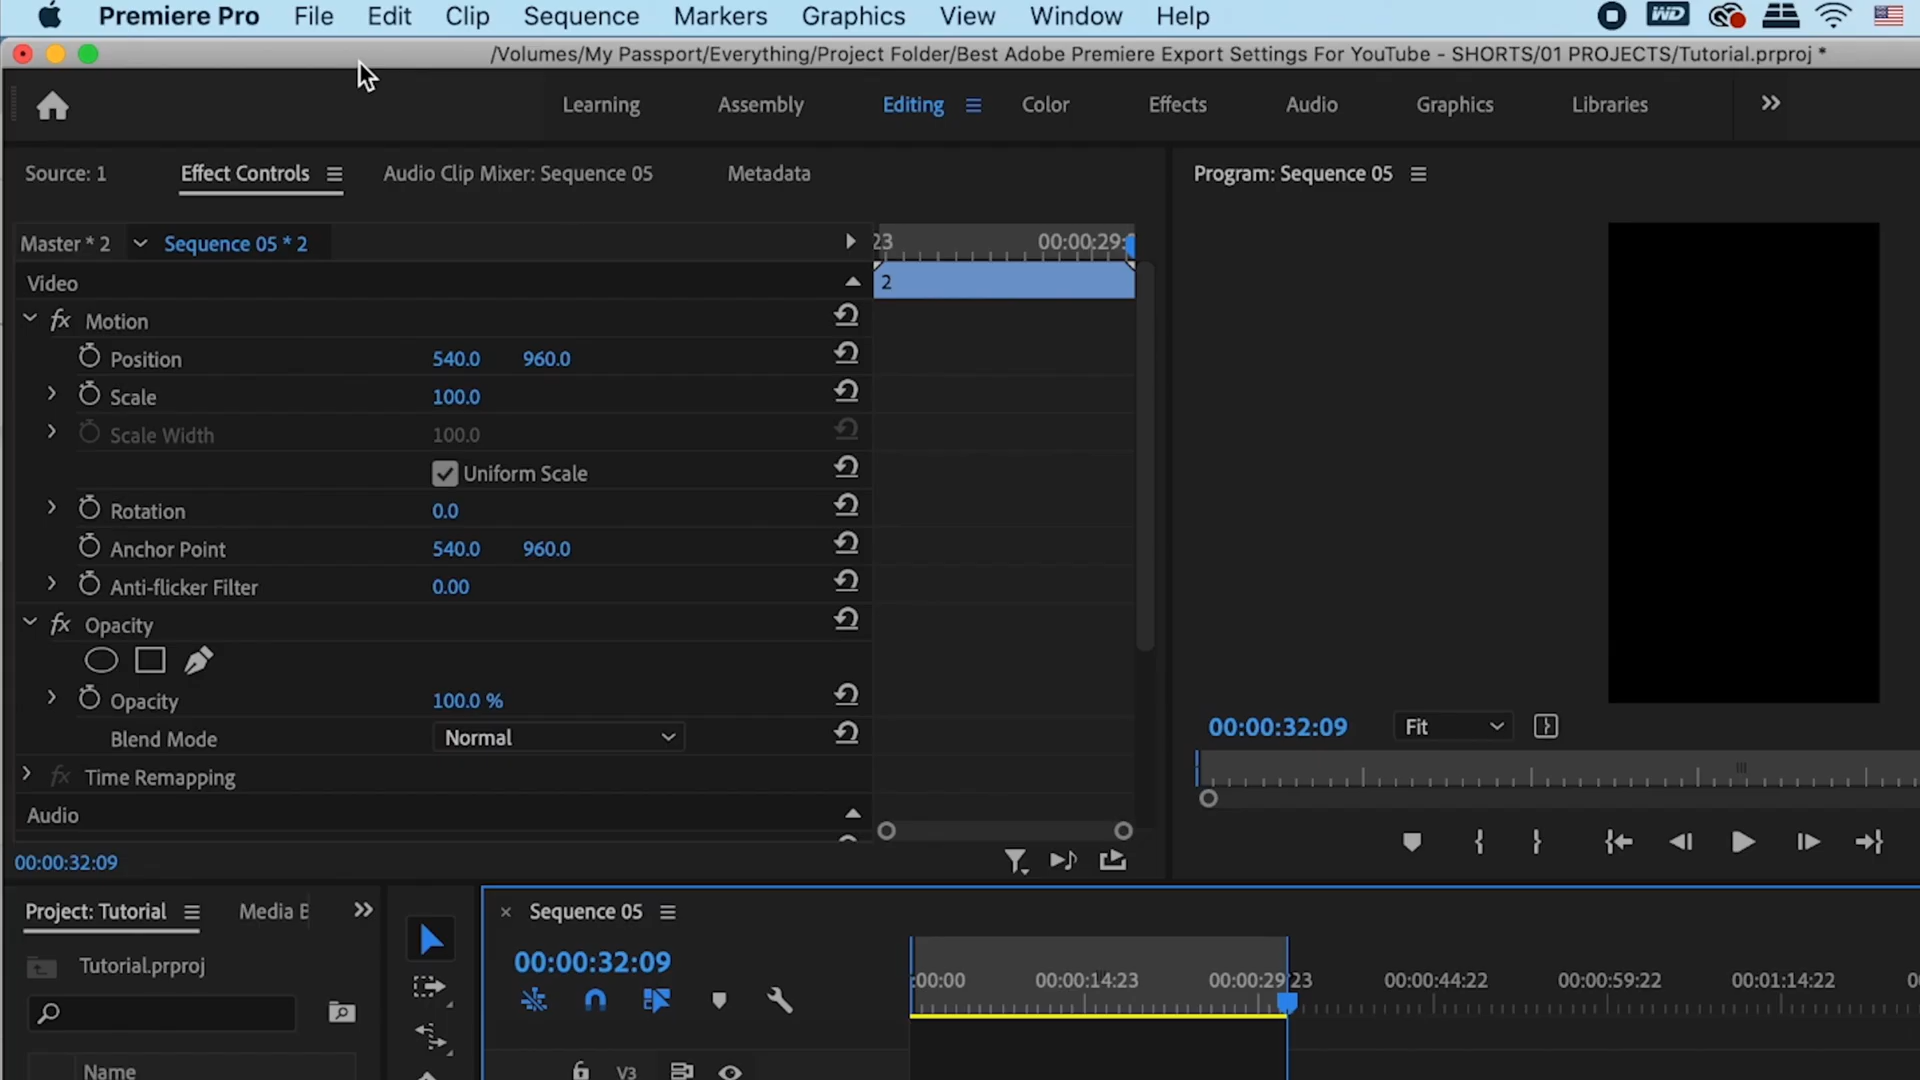 Premiere Pro File Edit Clip Sequence Markers Graphics View Window Help WD
/Volumes/My Passport/Everything/Project Folder/Best Adobe Premiere Export Settings For YouTube - SHORTS/01 PROJECTS/Tutorial.prproj *
Learning Assembly Editing Color Effects Audio Graphics Libraries
Source: 1 Effect Controls Audio Clip Mixer: Sequence 05 Metadata
Master * 2 Sequence 05 * 2
23 00:00:29:
Video
2
fx Motion
Position 540.0 960.0
Scale 100.0
Scale Width 100.0
Uniform Scale
Rotation 0.0
Anchor Point 540.0 960.0
Anti-flicker Filter 0.00
fx Opacity
Opacity 100.0 %
Blend Mode Normal
fx Time Remapping
Audio
00:00:32:09
Program: Sequence 05
00:00:32:09 Fit
Project: Tutorial Media B
Tutorial.prproj
Name
Sequence 05
00:00:32:09
:00:00 00:00:14:23 00:00:29:23 00:00:44:22 00:00:59:22 00:01:14:22
V3